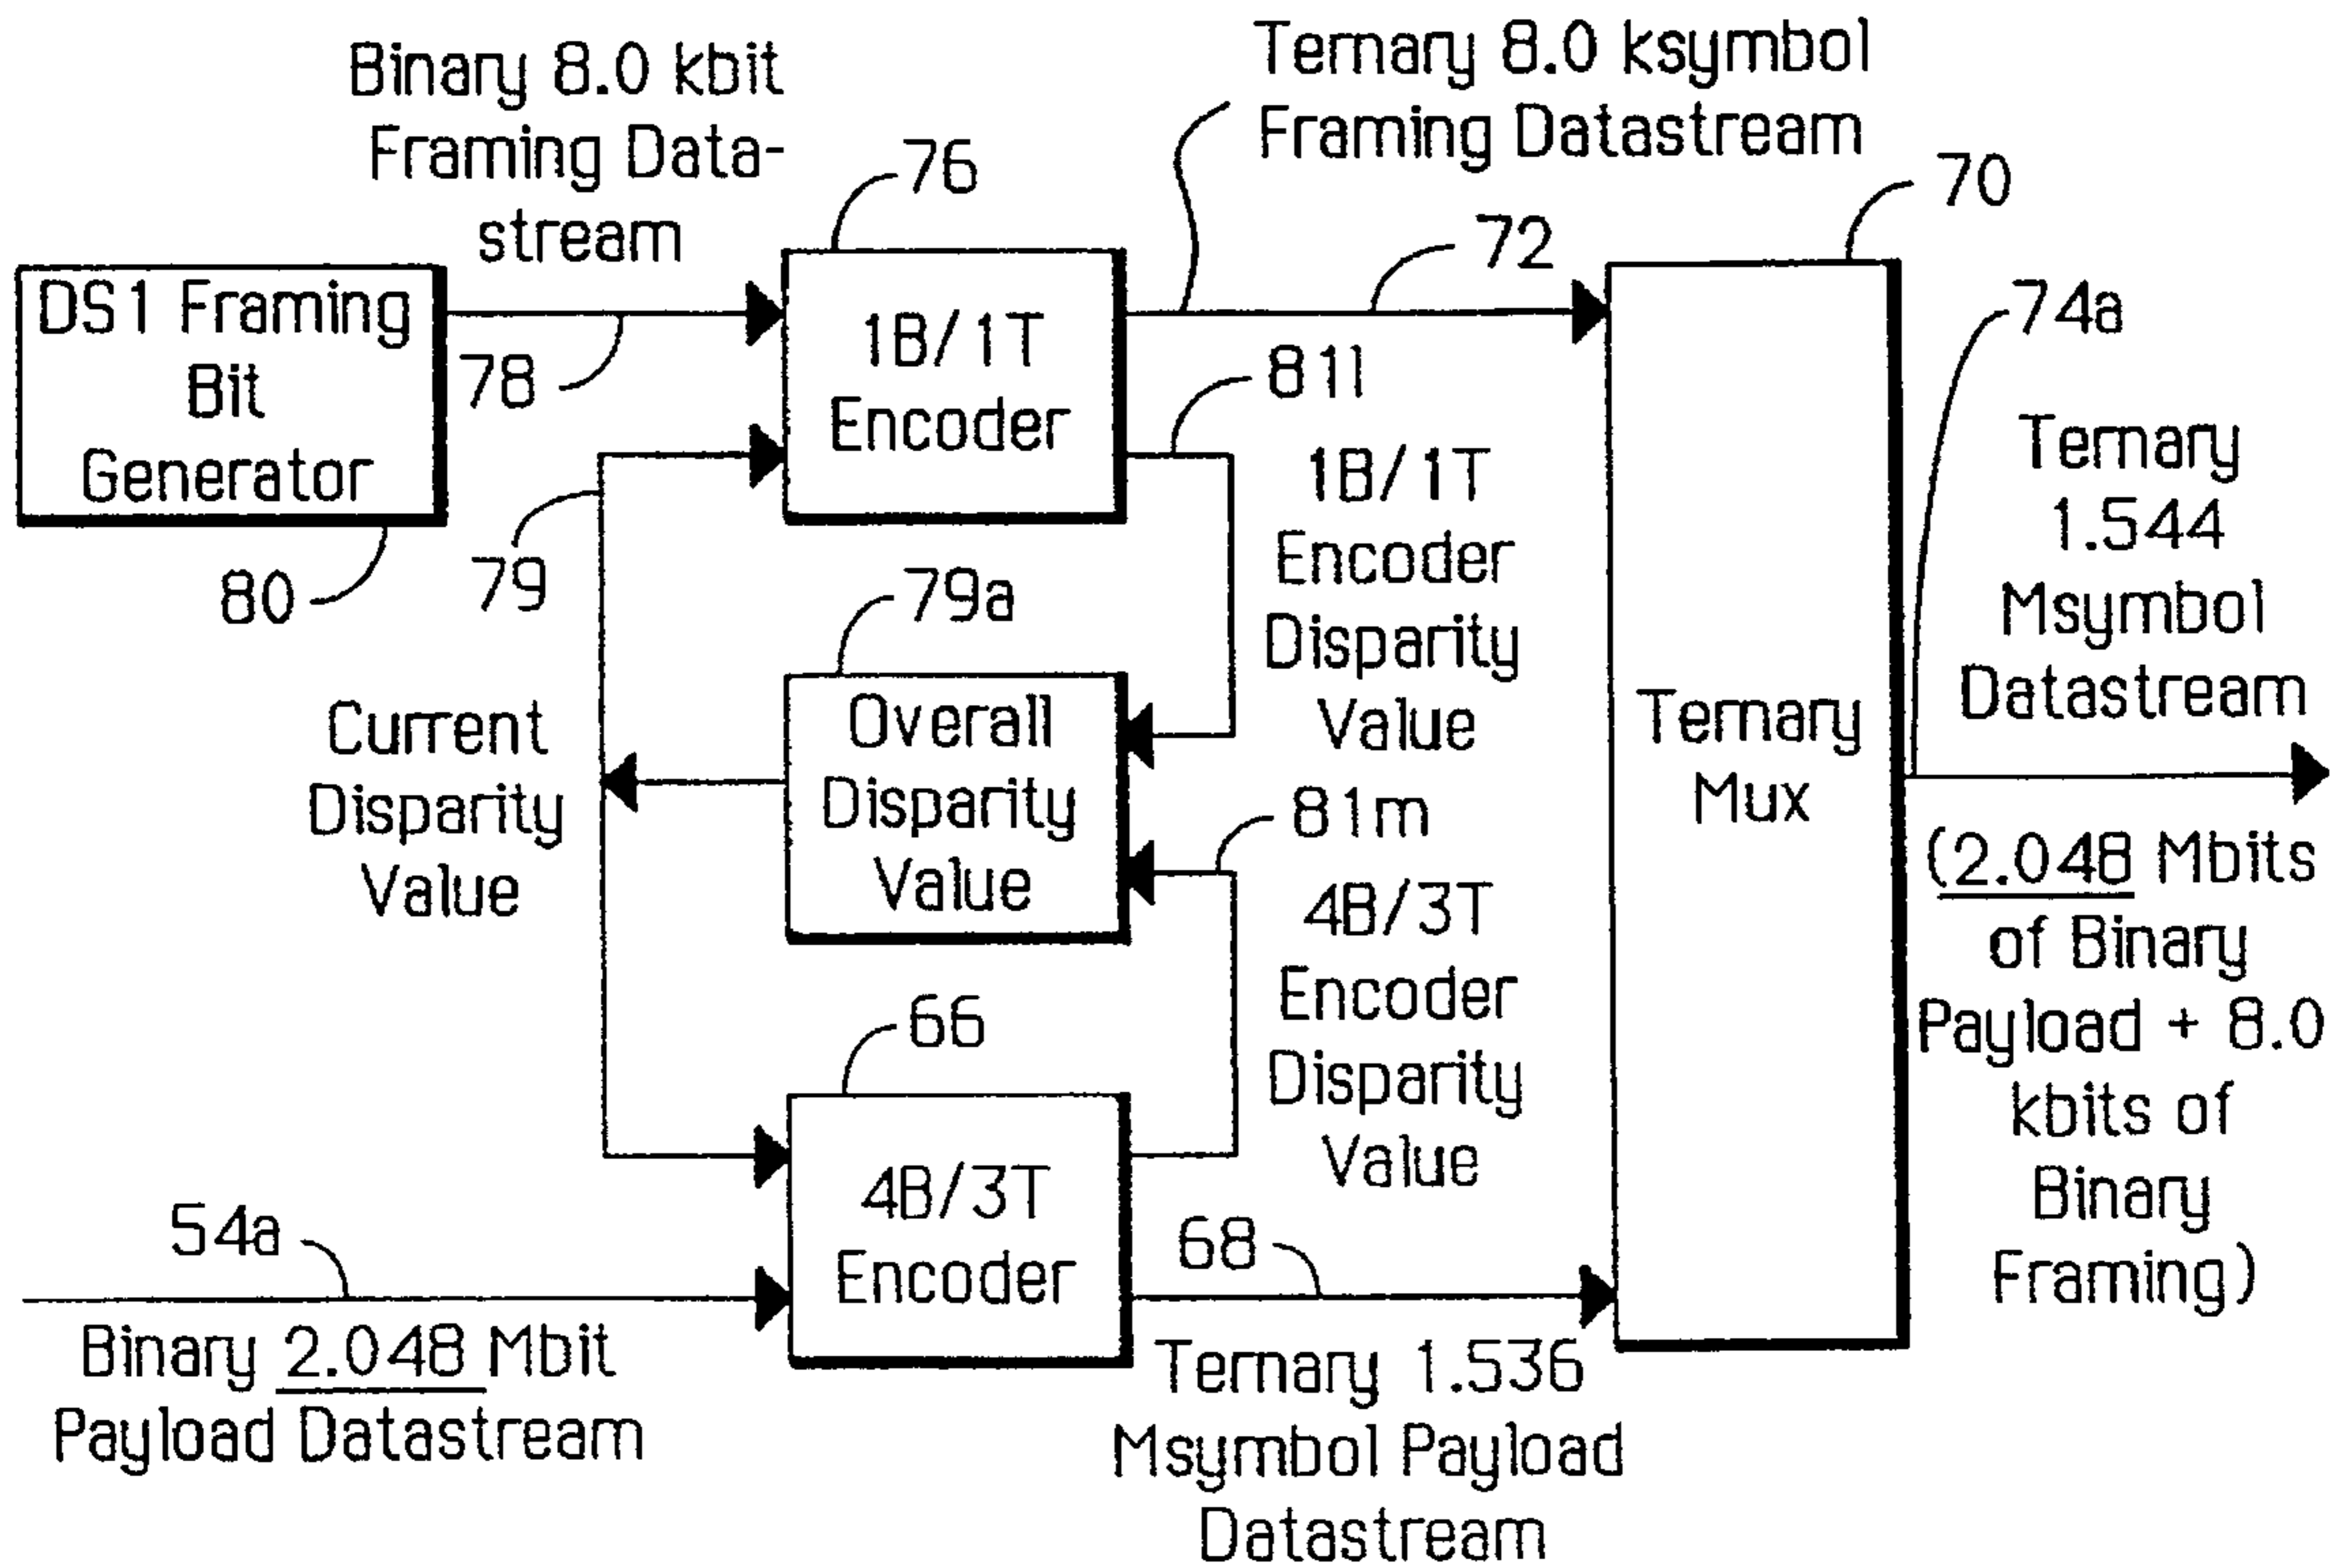 Binary 8.0 kbit
Framing Data-
stream
Ternary 8.0 ksymbol
Framing Datastream
76
70
72
DS1 Framing
Bit
Generator
78
1B/1T
Encoder
81l
74a
79
80
1B/1T
Encoder
Disparity
Value
79a
Current
Disparity
Value
Overall
Disparity
Value
81m
Ternary
Mux
Ternary
1.544
Msymbol
Datastream
(2.048 Mbits
of Binary
Payload + 8.0
kbits of
Binary
Framing)
4B/3T
Encoder
Disparity
Value
66
4B/3T
Encoder
54a
68
Binary 2.048 Mbit
Payload Datastream
Ternary 1.536
Msymbol Payload
Datastream